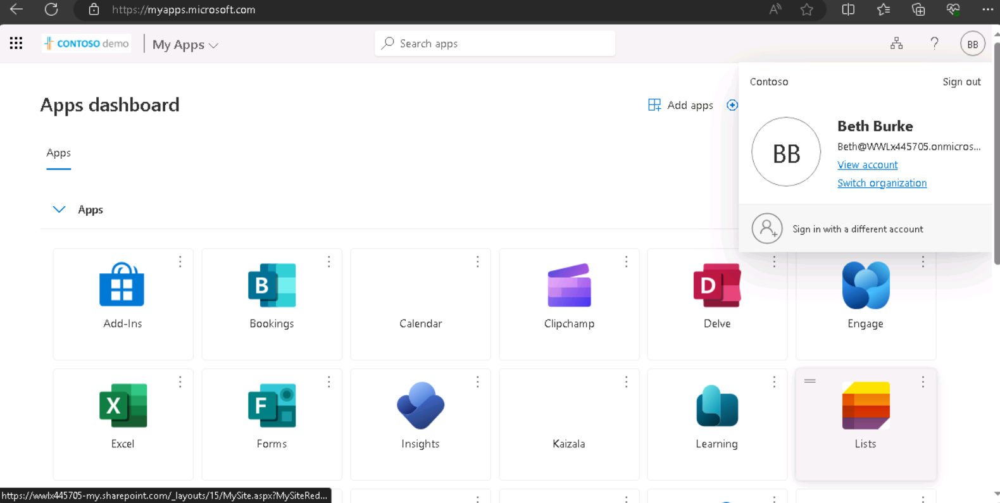 https://myapps.microsoft.com
CONTOSO demo
My Apps
Search apps
BB
Contoso
Sign out
Apps dashboard
Add apps
BB
Beth Burke
Beth@WWLx445705.onmicros...
View account
Switch organization
Apps
Apps
Sign in with a different account
B
D
Add-Ins
Bookings
Calendar
Clipchamp
Delve
Engage
X
F
Excel
Forms
Insights
Kaizala
Learning
Lists
https://wwlx445705-my.sharepoint.com/_layouts/15/MySite.aspx?MySiteRed...